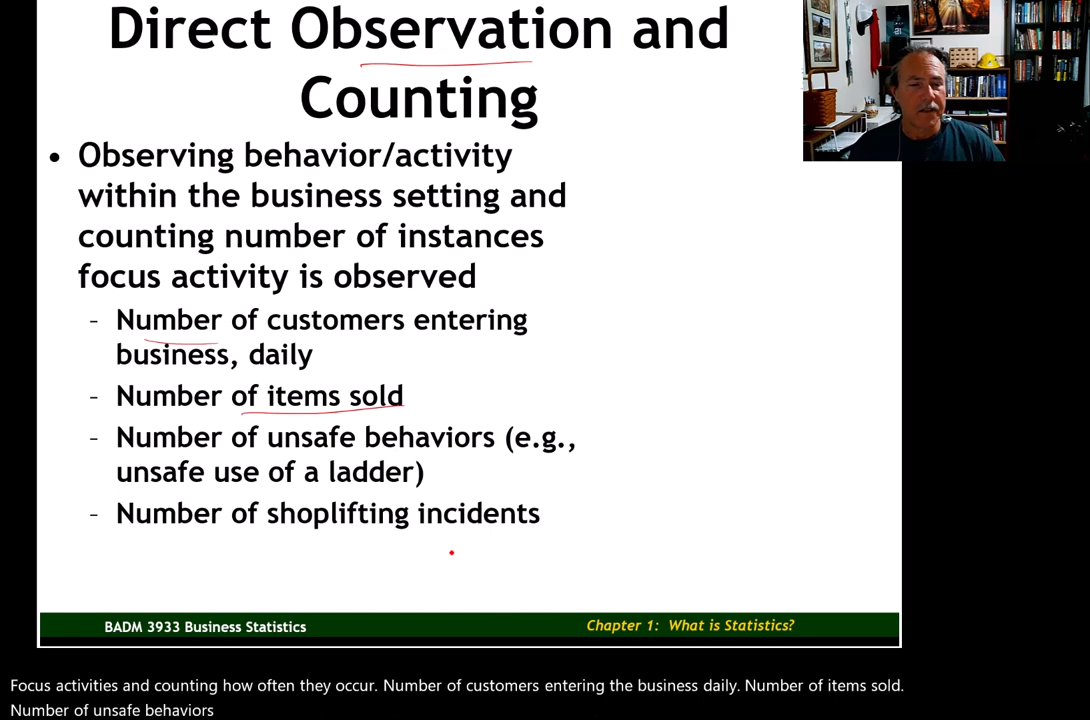 Direct Observation and
Counting
• Observing behavior/activity
within the business setting and
counting number of instances
focus activity is observed
- Number of customers entering
business, daily
- Number of items sold
- Number of unsafe behaviors (e.g.,
unsafe use of a ladder)
- Number of shoplifting incidents
BADM 3933 Business Statistics
Chapter 1: What is Statistics?
Focus activities and counting how often they occur. Number of customers entering the business daily. Number of items sold.
Number of unsafe behaviors